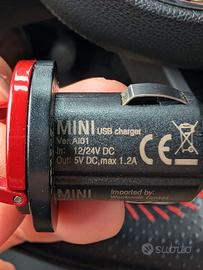 MINI USB charger
Ver. AI01
In: 12/24V DC
Out: 5V DC, max 1.2A
CE
MINI
Imported by:
subito